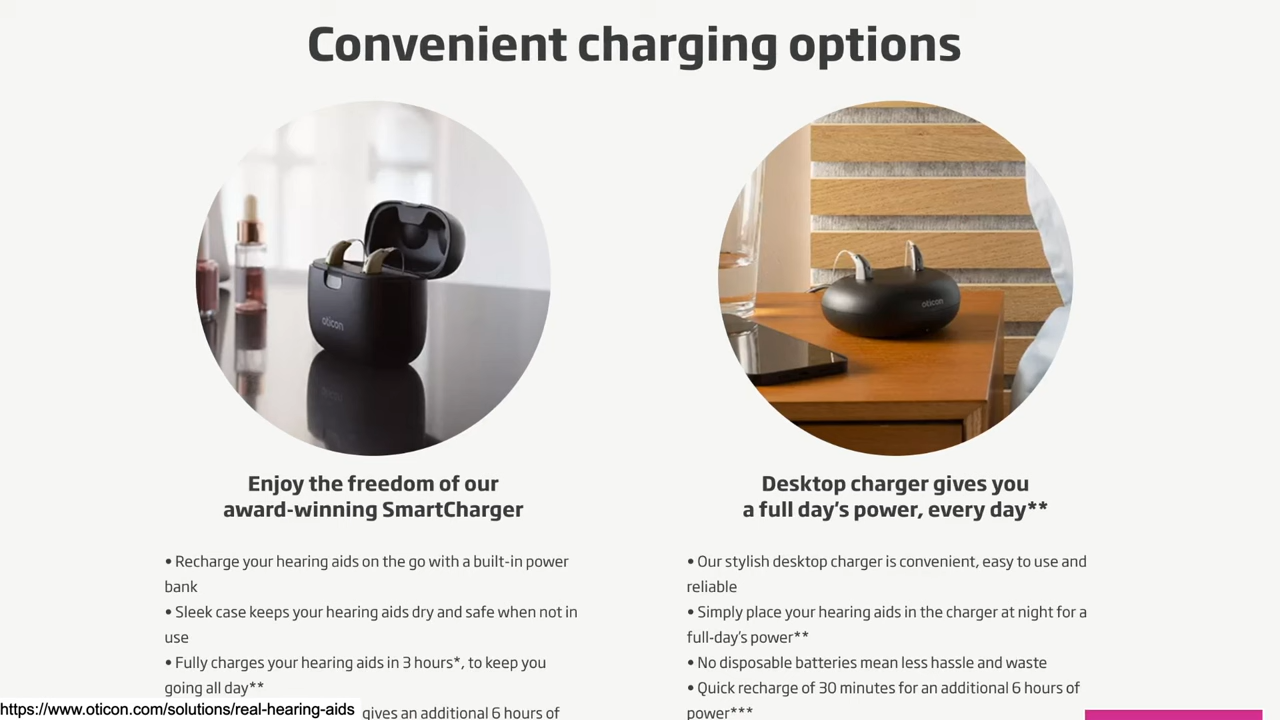 Convenient charging options
oticon
oticon
Enjoy the freedom of our
award-winning SmartCharger
• Recharge your hearing aids on the go with a built-in power
bank
• Sleek case keeps your hearing aids dry and safe when not in
use
• Fully charges your hearing aids in 3 hours*, to keep you
going all day**
gives an additional 6 hours of
Desktop charger gives you
a full day's power, every day**
• Our stylish desktop charger is convenient, easy to use and
reliable
• Simply place your hearing aids in the charger at night for a
full-day's power**
• No disposable batteries mean less hassle and waste
• Quick recharge of 30 minutes for an additional 6 hours of
power***
https://www.oticon.com/solutions/real-hearing-aids